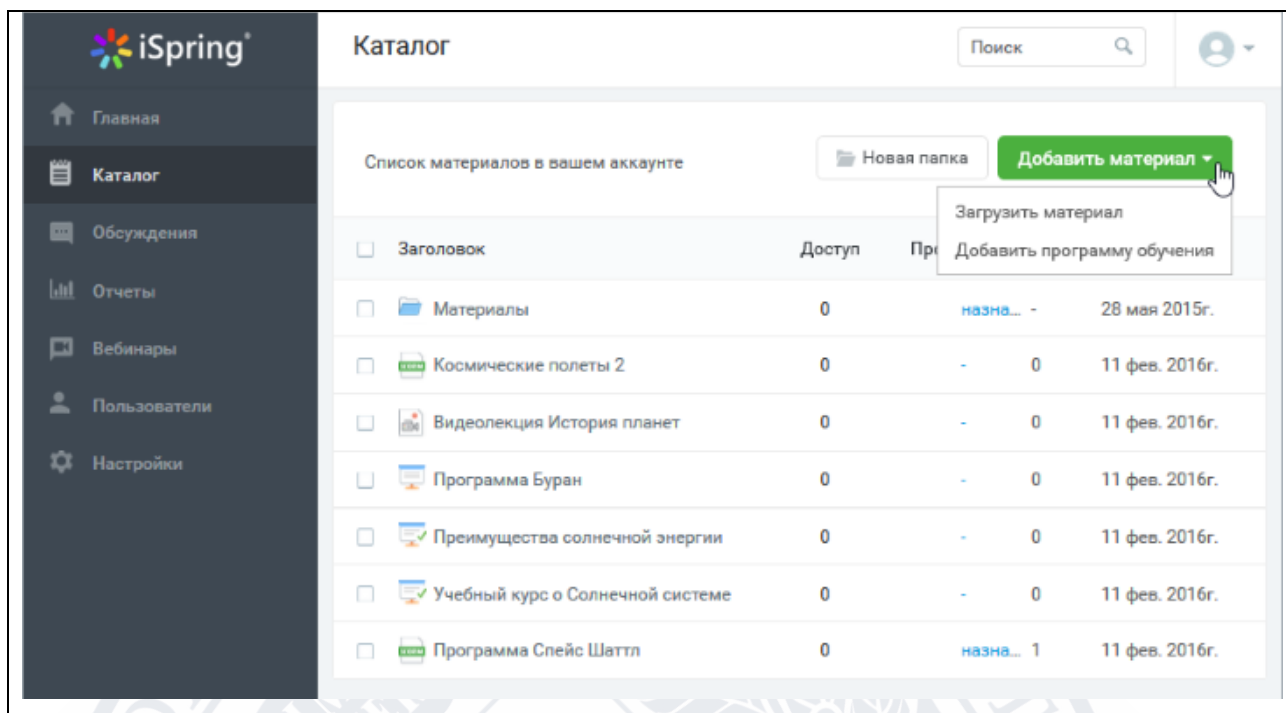 iSpring
Каталог
Поиск
Главная
Каталог
Обсуждения
Отчеты
Вебинары
Пользователи
Настройки
Список материалов в вашем аккаунте
Новая папка
Добавить материал
Загрузить материал
Добавить программу обучения
Заголовок Доступ Пр
Материалы 0 назна... - 28 мая 2015г.
Космические полеты 2 0 - 0 11 фев. 2016г.
Видеолекция История планет 0 - 0 11 фев. 2016г.
Программа Буран 0 - 0 11 фев. 2016г.
Преимущества солнечной энергии 0 - 0 11 фев. 2016г.
Учебный курс о Солнечной системе 0 - 0 11 фев. 2016г.
Программа Спейс Шаттл 0 назна... 1 11 фев. 2016г.